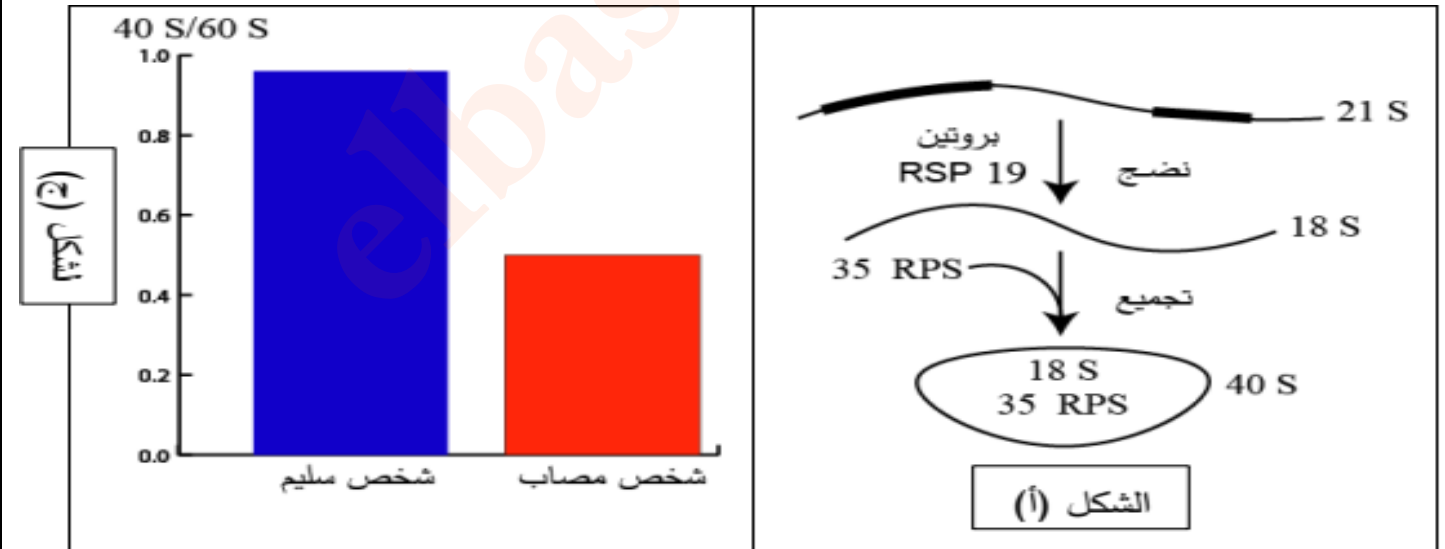 21 S
بروتين
RSP 19
نضج
18 S
35 RPS
تجميع
18 S
35 RPS
40 S
الشكل (أ)
40 S/60 S
1.0
0.8
0.6
0.4
0.2
0.0
شخص سليم
شخص مصاب
لشكل (ج)
elbas